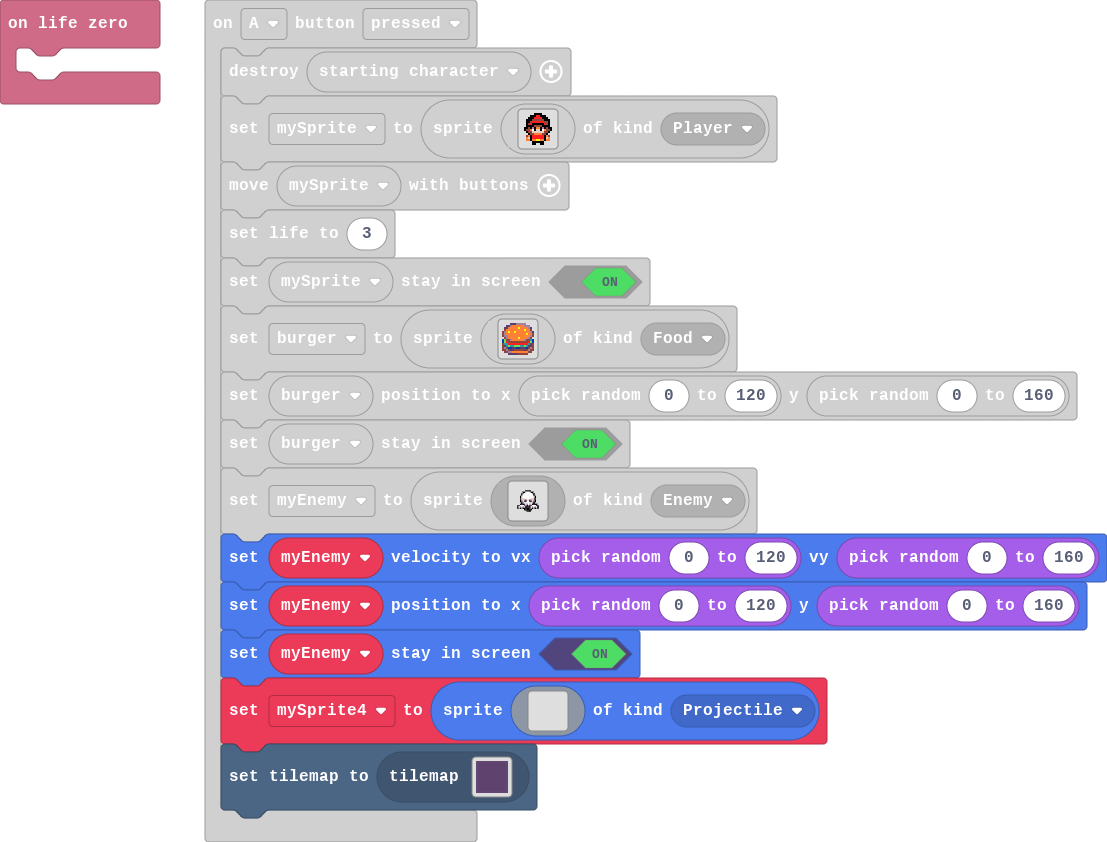 on life zero
on A button pressed
destroy starting character
set mySprite to sprite of kind Player
move mySprite with buttons
set life to 3
set mySprite stay in screen ON
set burger to sprite of kind Food
set burger position to x pick random 0 to 120 y pick random 0 to 160
set burger stay in screen ON
set myEnemy to sprite of kind Enemy
set myEnemy velocity to vx pick random 0 to 120 vy pick random 0 to 160
set myEnemy position to x pick random 0 to 120 y pick random 0 to 160
set myEnemy stay in screen ON
set mySprite4 to sprite of kind Projectile
set tilemap to tilemap